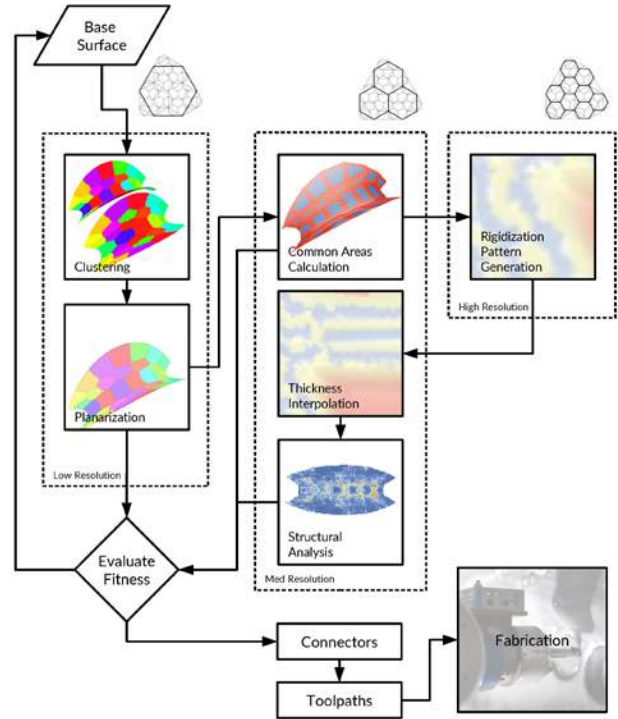 Base
Surface
Clustering
Planarization
Low Resolution
Common Areas
Calculation
Thickness
Interpolation
Structural
Analysis
Med Resolution
Rigidization
Pattern
Generation
High Resolution
Evaluate
Fitness
Connectors
Toolpaths
Fabrication